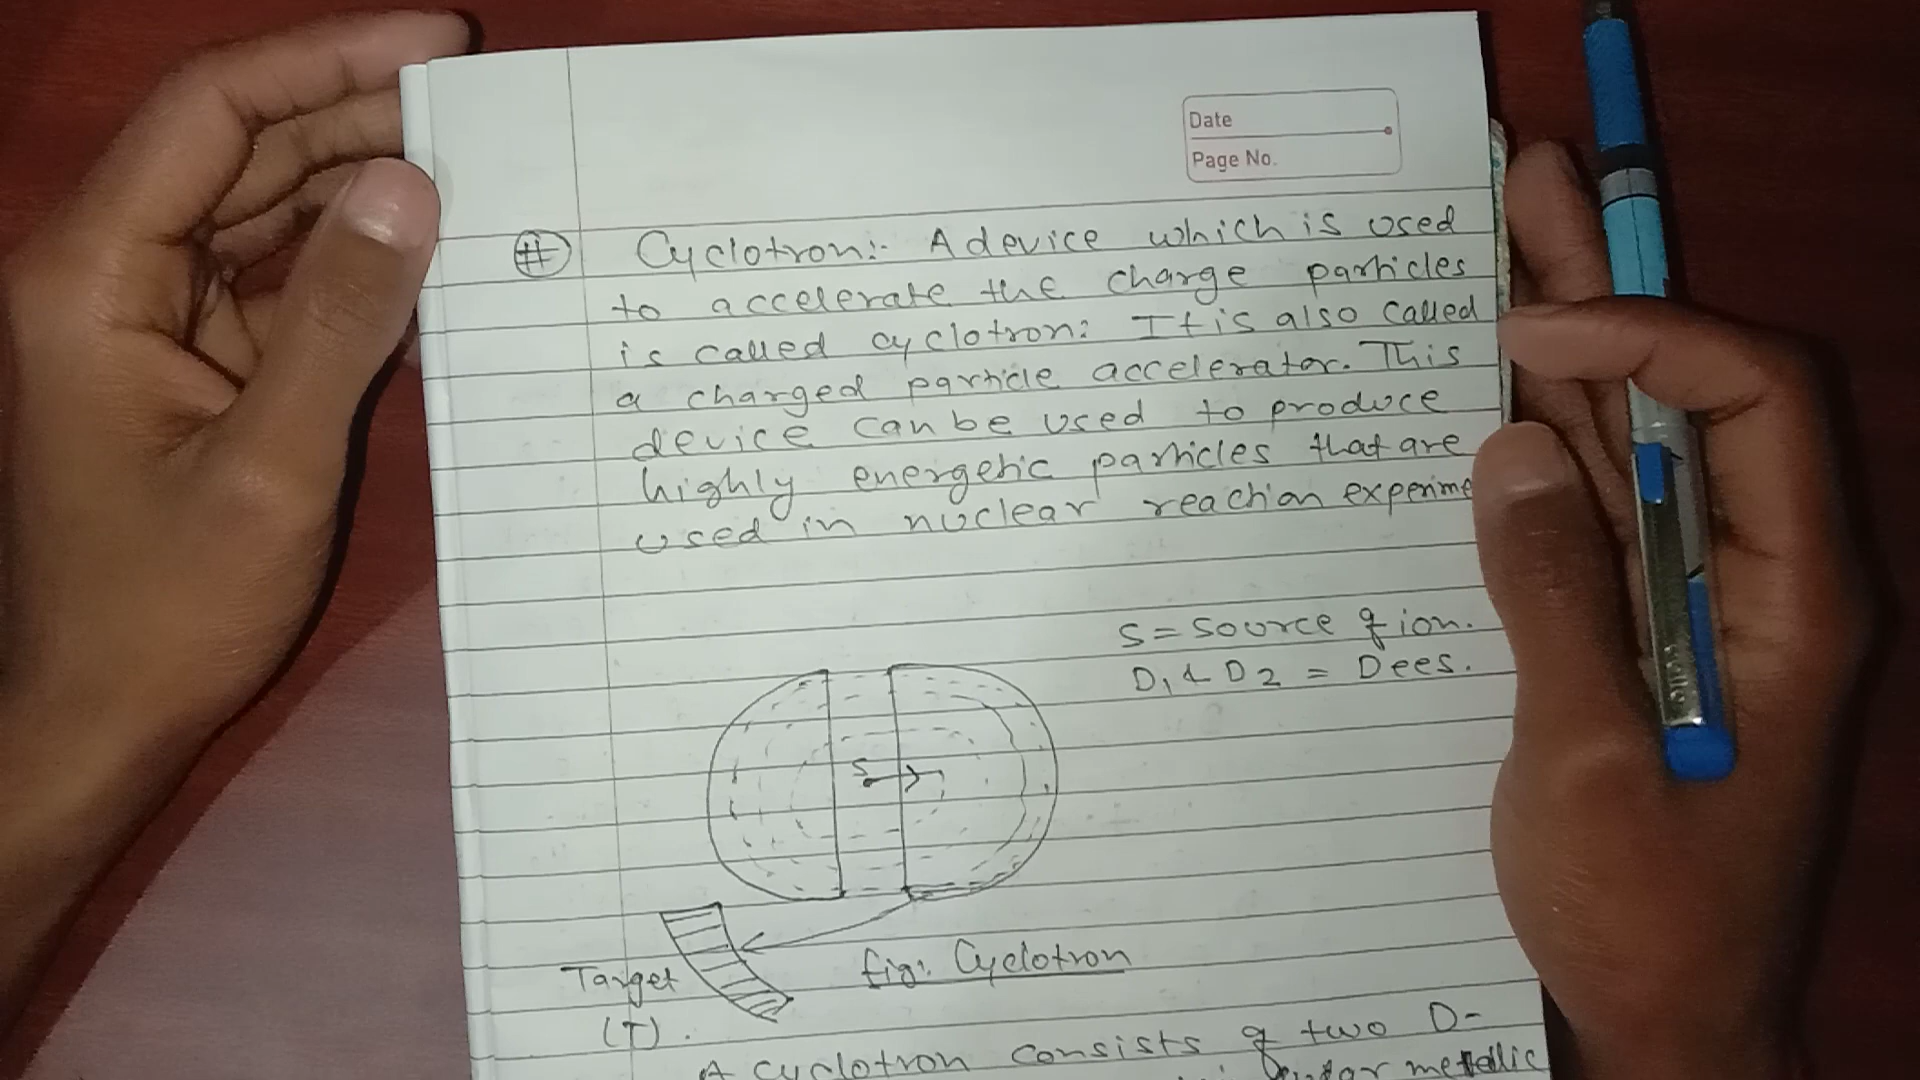 Date
Page No.
# Cyclotron:- A device which is used
to accelerate the charge particles
is called cyclotron: It is also called
a charged particle accelerator. This
device can be used to produce
highly energetic particles that are
used in nuclear reaction experime
S = Source of ion.
D1 & D2 = Dees.
S
Target
(T).
fig: Cyclotron
A cyclotron consists of two D-
metallic
cello